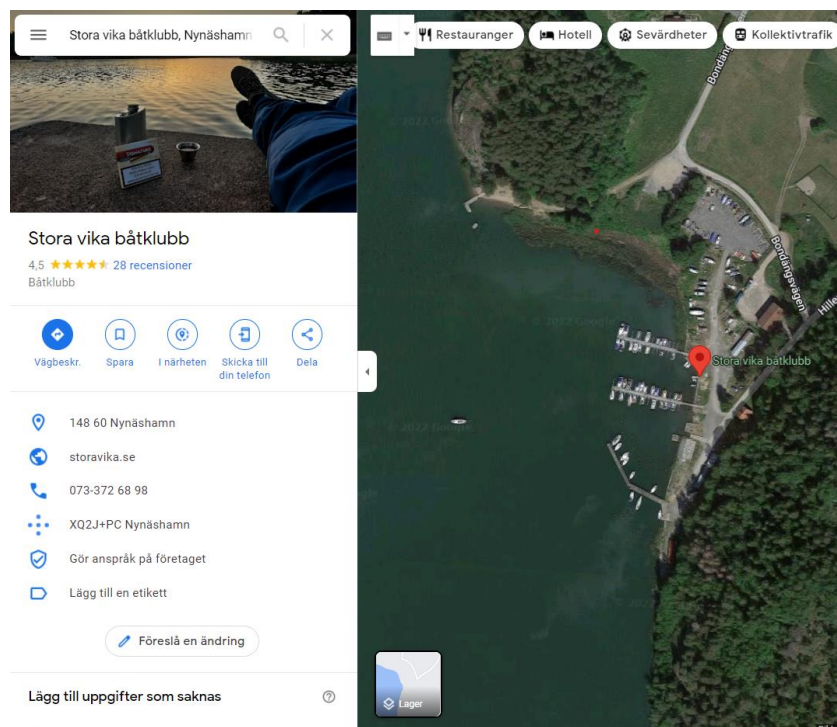 Stora vika båtklubb, Nynäshamn
Restauranger
Hotell
Sevärdheter
Kollektivtrafik
Stora vika båtklubb
4,5 28 recensioner
Båtklubb
Vägbeskr.
Spara
I närheten
Skicka till
din telefon
Dela
148 60 Nynäshamn
storavika.se
073-372 68 98
XQ2J+PC Nynäshamn
Gör anspråk på företaget
Lägg till en etikett
Föreslå en ändring
Lägg till uppgifter som saknas
Bondängsvägen
Hille
Stora vika båtklubb
© 2022 Google
© 2022 Google
© 2022 Google
Lager